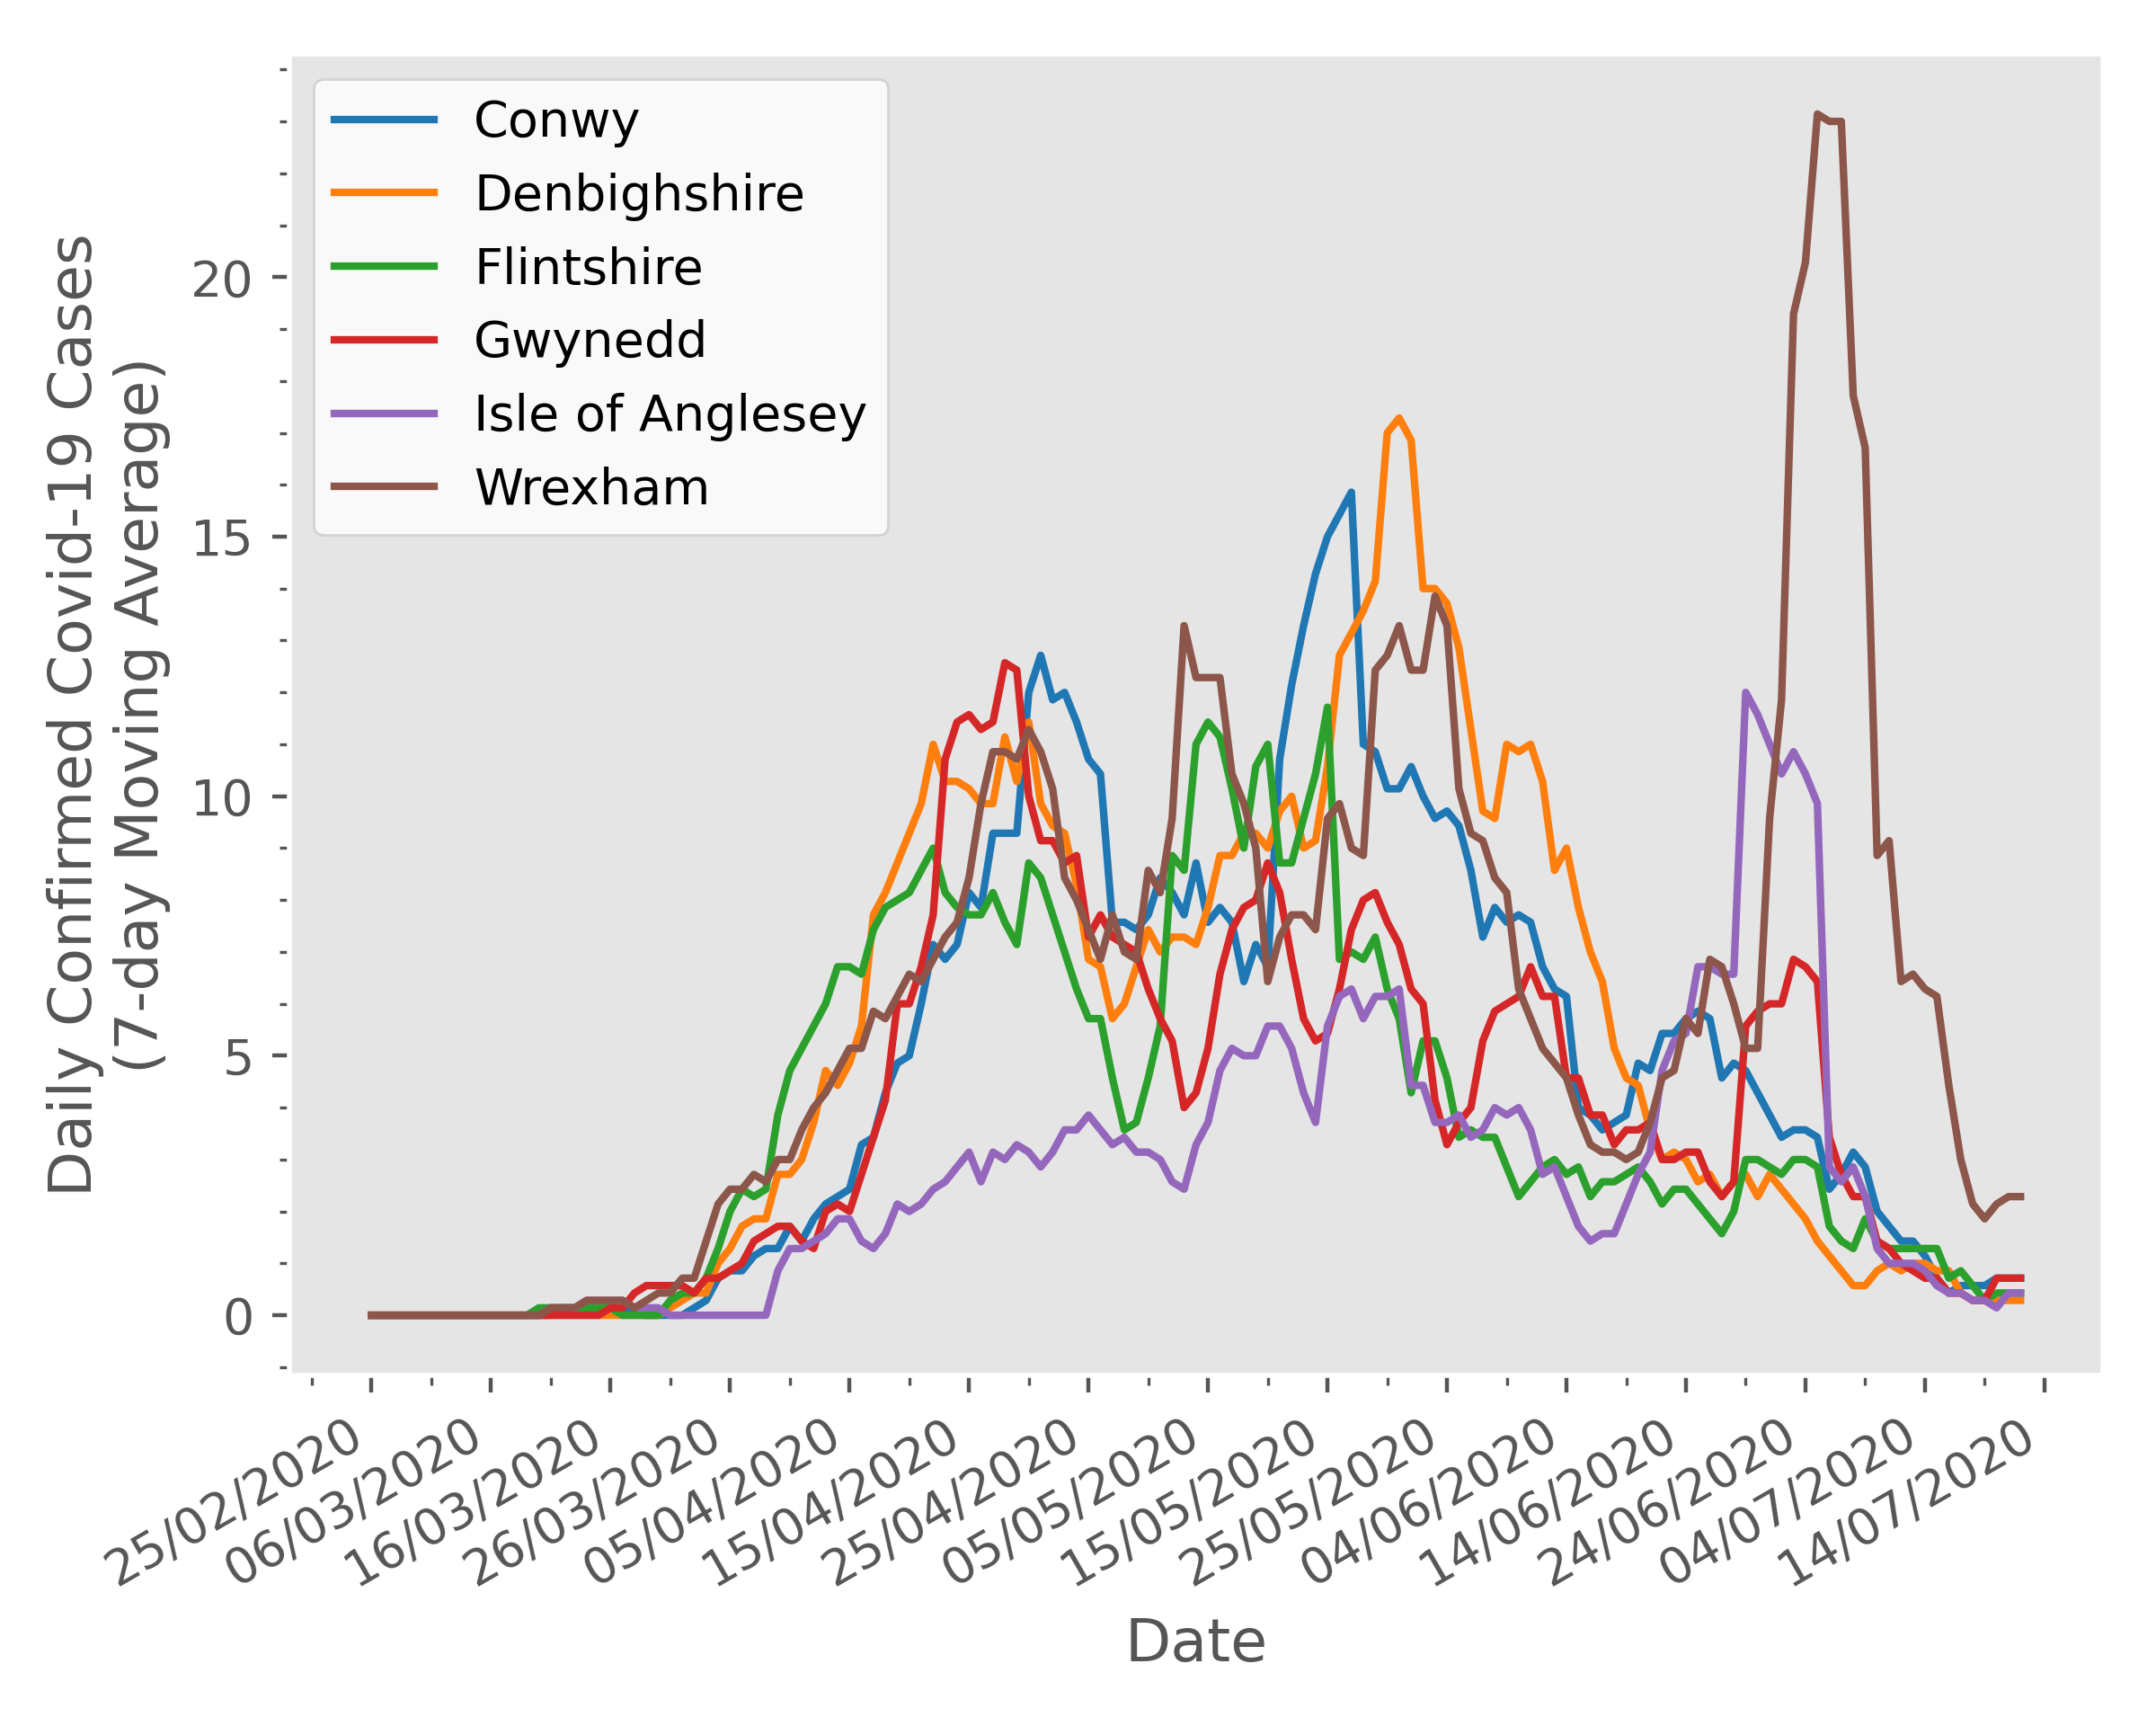 Conwy
Denbighshire
Flintshire
Gwynedd
Isle of Anglesey
Wrexham
Daily Confirmed Covid-19 Cases
(7-day Moving Average)
20
15
10
5
0
25/02/2020
06/03/2020
16/03/2020
26/03/2020
05/04/2020
15/04/2020
25/04/2020
05/05/2020
15/05/2020
25/05/2020
04/06/2020
14/06/2020
24/06/2020
04/07/2020
14/07/2020
Date